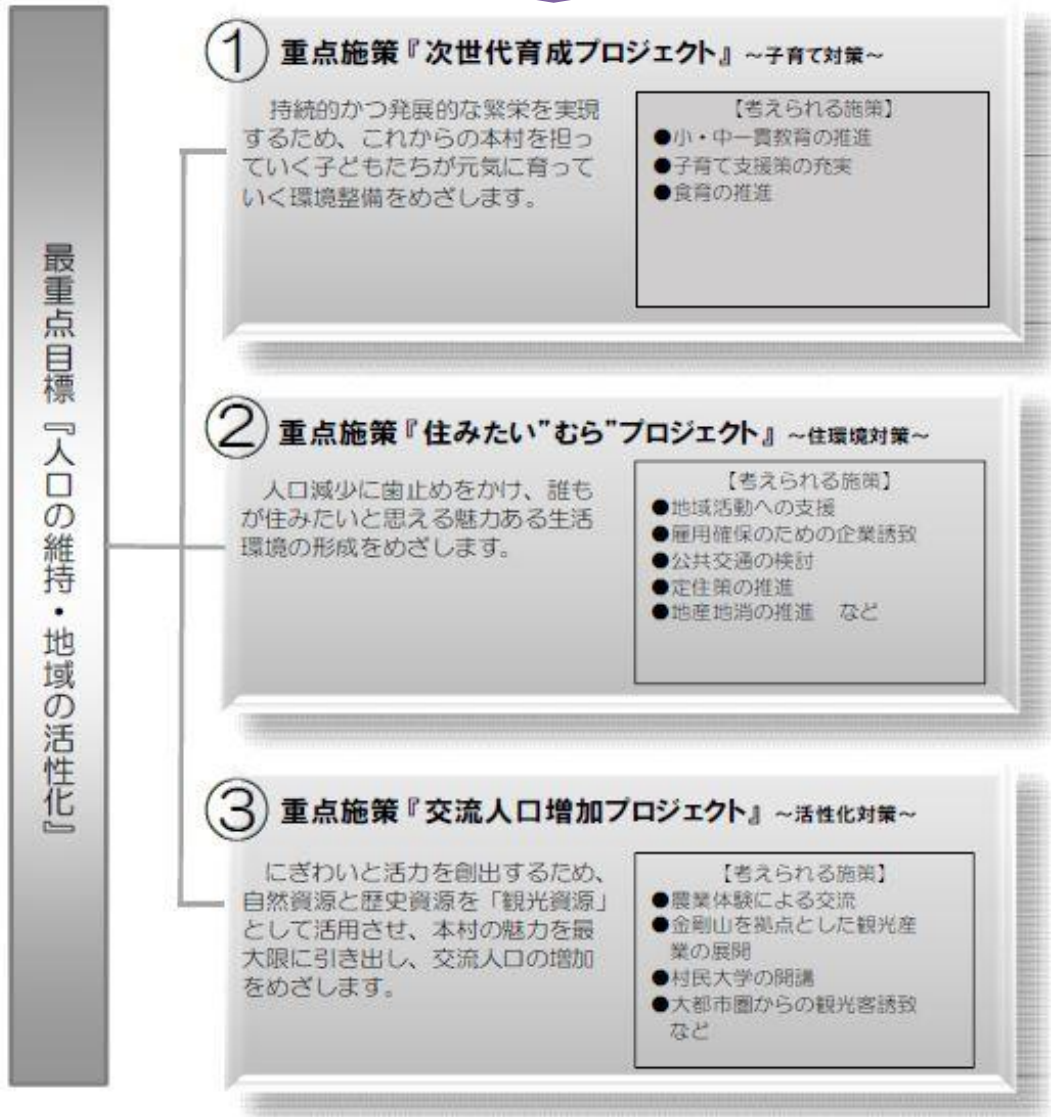 最重点目標『人口の維持・地域の活性化』
① 重点施策『次世代育成プロジェクト』 ~子育て対策~
持続的かつ発展的な繁栄を実現
するため、これからの本村を担っ
ていく子どもたちが元気に育って
いく環境整備をめざします。
【考えられる施策】
●小・中一貫教育の推進
●子育て支援策の充実
●食育の推進
② 重点施策『住みたい”むら”プロジェクト』 ~住環境対策~
人口減少に歯止めをかけ、誰も
が住みたいと思える魅力ある生活
環境の形成をめざします。
【考えられる施策】
●地域活動への支援
●雇用確保のための企業誘致
●公共交通の検討
●定住策の推進
●地産地消の推進 など
③ 重点施策『交流人口増加プロジェクト』 ~活性化対策~
にぎわいと活力を創出するため、
自然資源と歴史資源を「観光資源」
として活用させ、本村の魅力を最
大限に引き出し、交流人口の増加
をめざします。
【考えられる施策】
●農業体験による交流
●金剛山を拠点とした観光産
業の展開
●村民大学の開講
●大都市圏からの観光客誘致
など